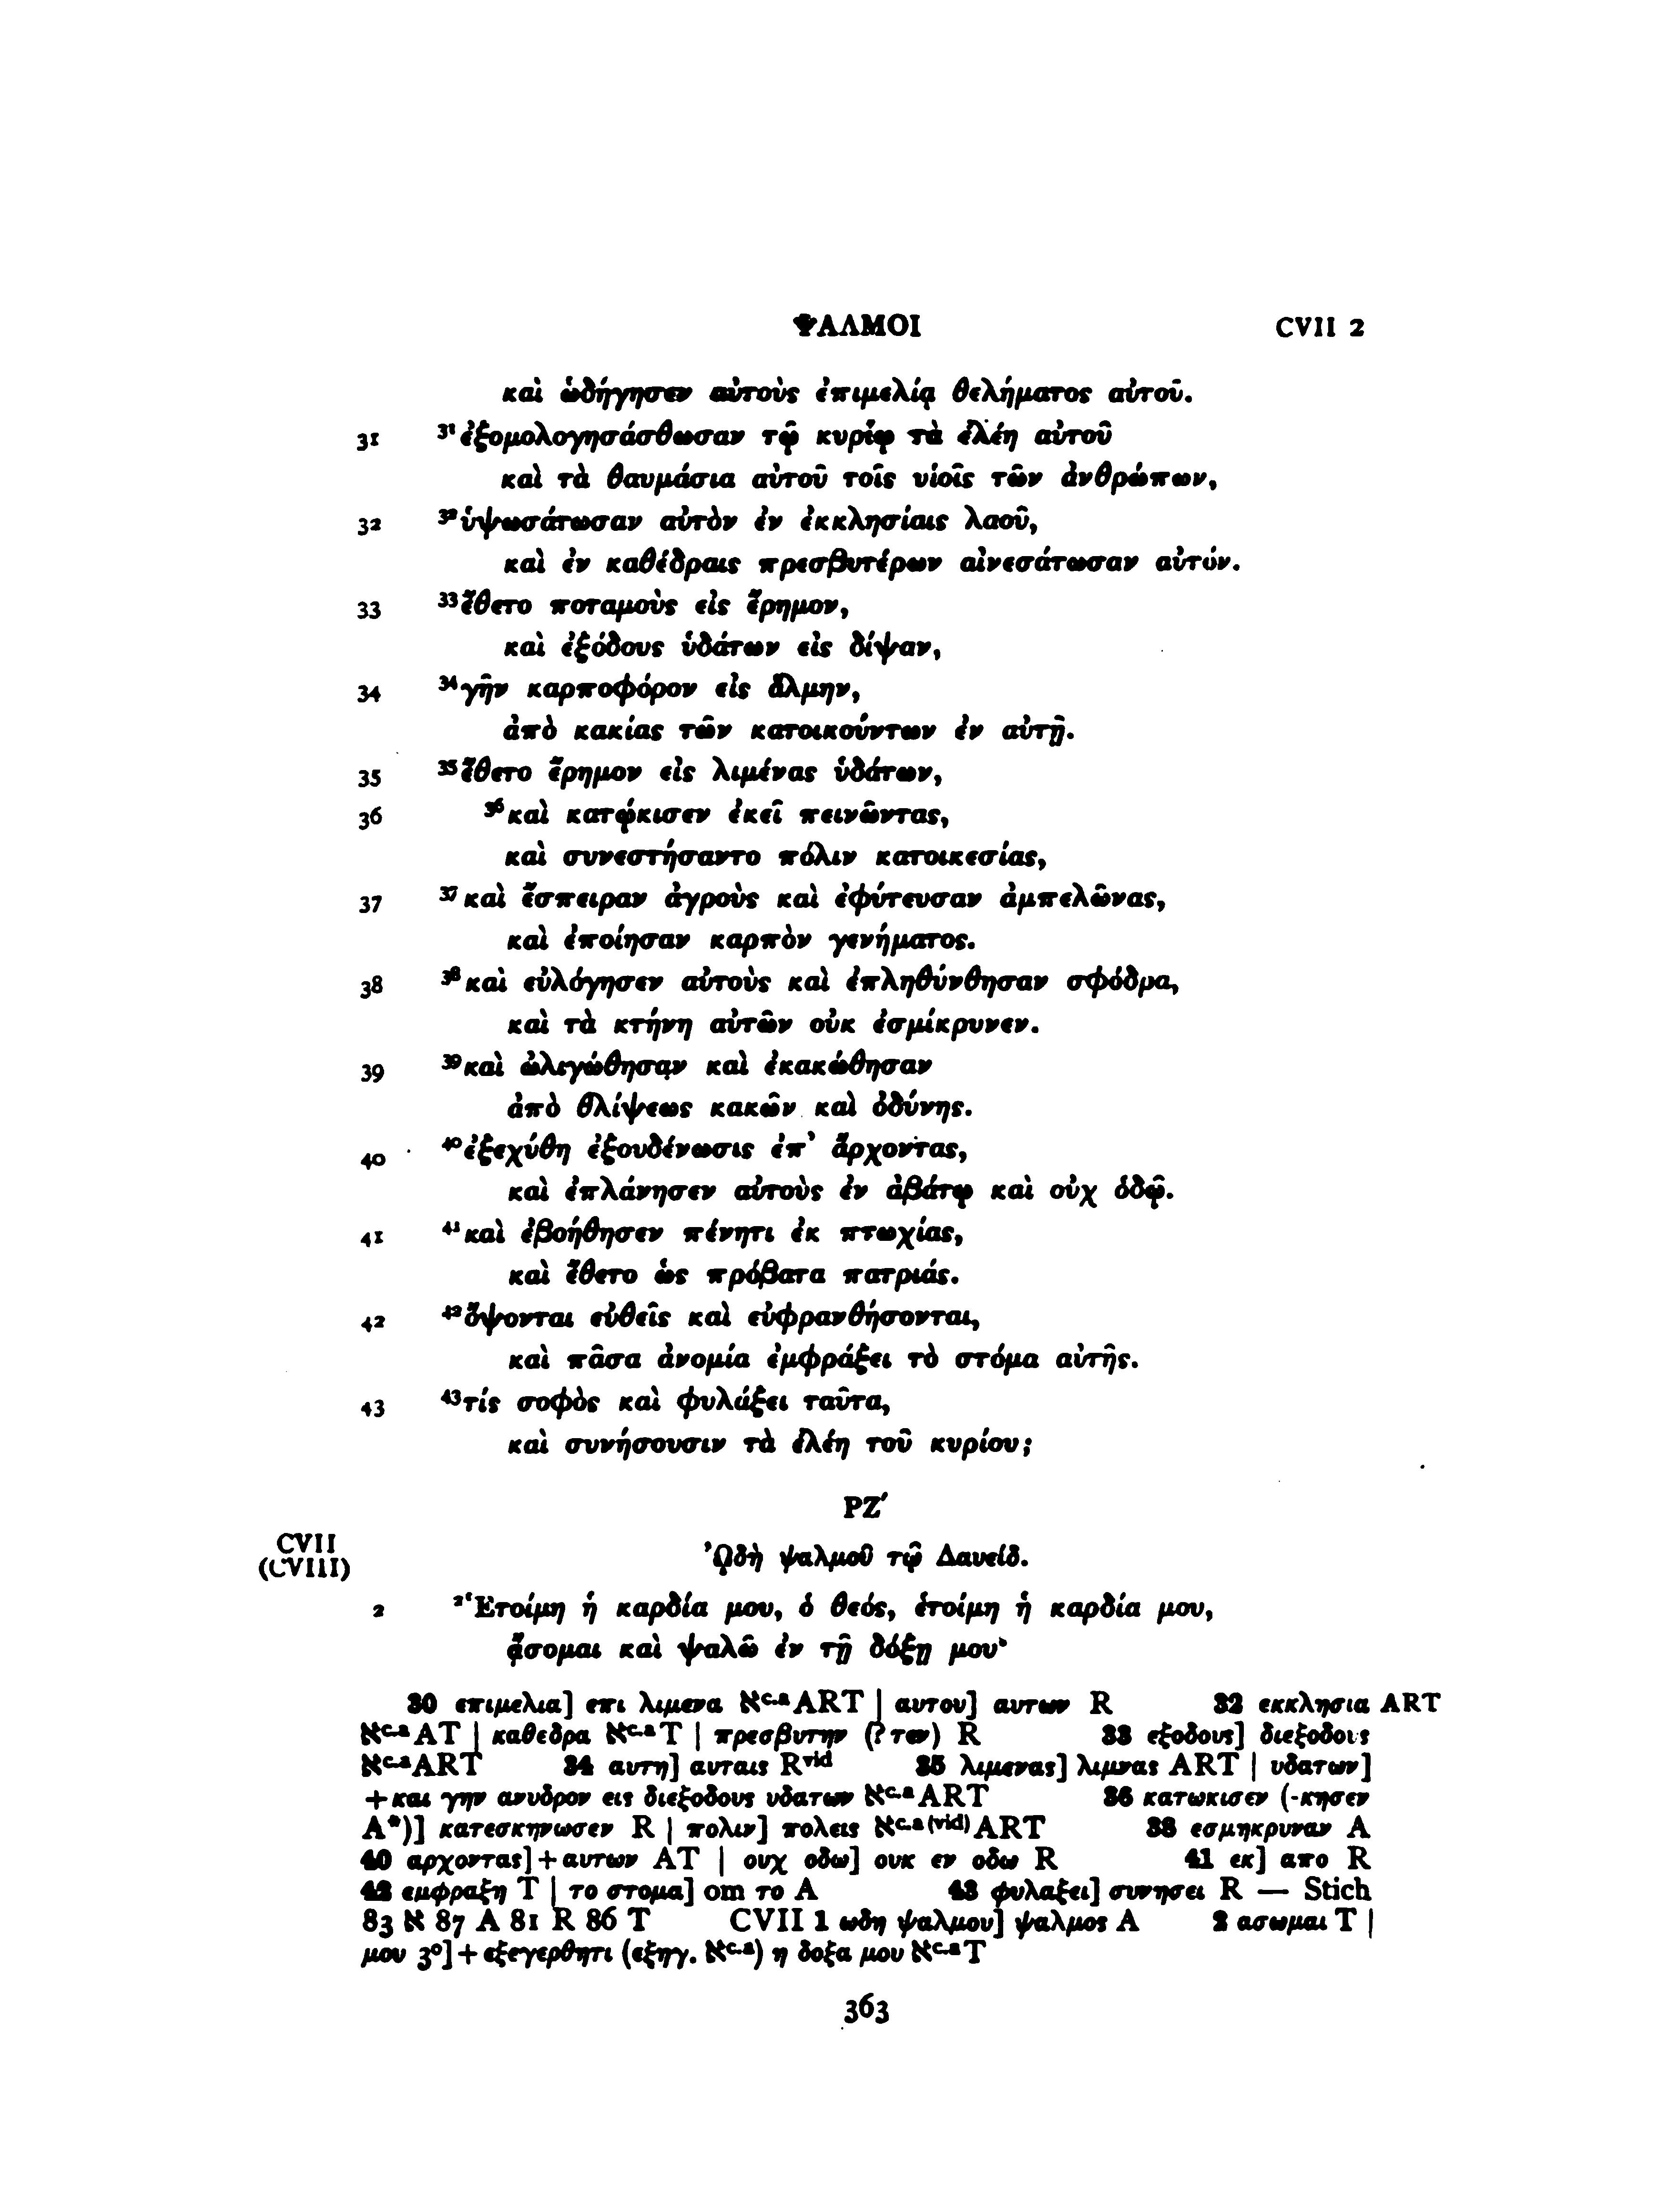 ΨΑΛΜΟΙ CVII 2
καὶ ὡδήγησεν αὐτοὺς ἐπιμελίᾳ θελήματος αὐτοῦ.
31 ³¹ἐξομολογησάσθωσαν τῷ κυρίῳ τὰ ἐλέη αὐτοῦ
καὶ τὰ θαυμάσια αὐτοῦ τοῖς υἱοῖς τῶν ἀνθρώπων,
32 ³²ὑψωσάτωσαν αὐτὸν ἐν ἐκκλησίαις λαοῦ,
καὶ ἐν καθέδραις πρεσβυτέρων αἰνεσάτωσαν αὐτόν.
33 ³³ἔθετο ποταμοὺς εἰς ἔρημον,
καὶ ἐξόδους ὑδάτων εἰς δίψαν,
34 ³⁴γῆν καρποφόρον εἰς ἅλμην,
ἀπὸ κακίας τῶν κατοικούντων ἐν αὐτῇ.
35 ³⁵ἔθετο ἔρημον εἰς λιμένας ὑδάτων,
36 ³⁶καὶ κατῴκισεν ἐκεῖ πεινῶντας,
καὶ συνεστήσαντο πόλιν κατοικεσίας,
37 ³⁷καὶ ἔσπειραν ἀγροὺς καὶ ἐφύτευσαν ἀμπελῶνας,
καὶ ἐποίησαν καρπὸν γενήματος.
38 ³⁸καὶ εὐλόγησεν αὐτοὺς καὶ ἐπληθύνθησαν σφόδρα,
καὶ τὰ κτήνη αὐτῶν οὐκ ἐσμίκρυνεν.
39 ³⁹καὶ ὠλιγώθησαν καὶ ἐκακώθησαν
ἀπὸ θλίψεως κακῶν καὶ ὀδύνης.
40 ⁴⁰ἐξεχύθη ἐξουδένωσις ἐπ’ ἄρχοντας,
καὶ ἐπλάνησεν αὐτοὺς ἐν ἀβάτῳ καὶ οὐχ ὁδῷ.
41 ⁴¹καὶ ἐβοήθησεν πένητι ἐκ πτωχίας,
καὶ ἔθετο ὡς πρόβατα πατριάς.
42 ⁴²ὄψονται εὐθεῖς καὶ εὐφρανθήσονται,
καὶ πᾶσα ἀνομία ἐμφράξει τὸ στόμα αὐτῆς.
43 ⁴³τίς σοφὸς καὶ φυλάξει ταῦτα,
καὶ συνήσουσιν τὰ ἐλέη τοῦ κυρίου;
ΡΖ′
CVII
(CVIII)
Ὠιδὴ ψαλμοῦ τῷ Δαυείδ.
2 ²Ἑτοίμη ἡ καρδία μου, ὁ θεός, ἑτοίμη ἡ καρδία μου,
ᾄσομαι καὶ ψαλῶ ἐν τῇ δόξῃ μου·
30 επιμελια] επι λιμενα ℵᶜ·ᵃ ART | αυτου] αυτων R 32 εκκλησια ART
ℵᶜ·ᵃ AT | καθεδρα ℵᶜ·ᵃ T | πρεσβυτην (? των) R 33 εξοδους] διεξοδους
ℵᶜ·ᵃ ART 34 αυτη] αυταις Rᵛⁱᵈ 35 λιμενας] λιμνας ART | υδατων]
+και γην ανυδρον εις διεξοδους υδατων ℵᶜ·ᵃ ART 36 κατωκισεν (-κησεν
A*)] κατεσκηνωσεν R | πολιν] πολεις ℵᶜ·ᵃ ⁽ᵛⁱᵈ⁾ ART 38 εσμηκρυναν A
40 αρχοντας]+αυτων AT | ουχ οδω] ουκ εν οδω R 41 εκ] απο R
42 εμφραξη T | το στομα] om το A 43 φυλαξει] συνησει R — Stich
83 ℵ 87 A 81 R 86 T CVII 1 ωδη ψαλμου] ψαλμος A 2 ασωμαι T |
μου 3°]+εξεγερθητι (εξηγ. ℵᶜ·ᵃ) η δοξα μου ℵᶜ·ᵃ T
363